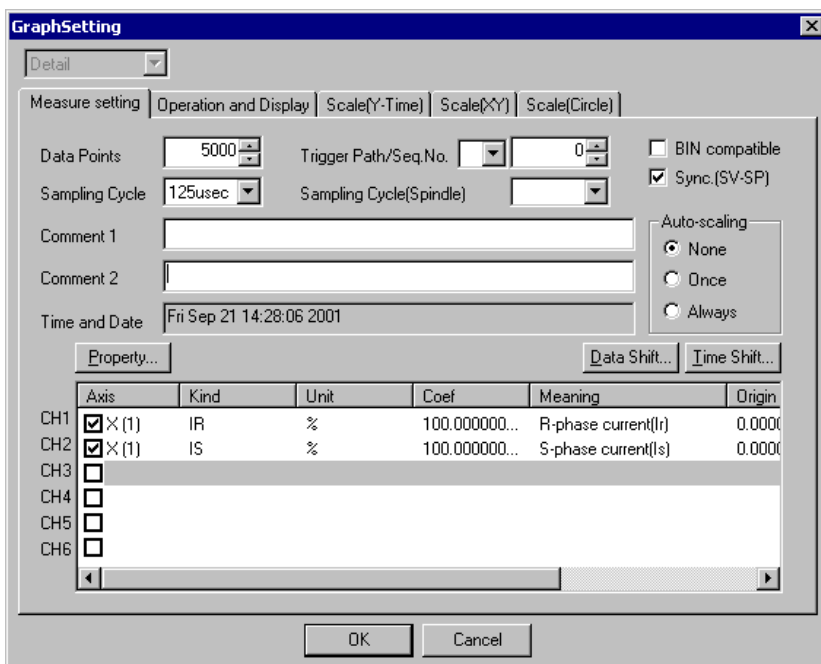 GraphSetting
Detail
Measure setting Operation and Display Scale(Y-Time) Scale(XY) Scale(Circle)
Data Points 5000 Trigger Path/Seq.No. 0 BIN compatible
Sampling Cycle 125usec Sampling Cycle(Spindle) Sync.(SV-SP)
Comment 1
Auto-scaling
None
Comment 2
Once
Time and Date Fri Sep 21 14:28:06 2001
Always
Property... Data Shift... Time Shift...
Axis Kind Unit Coef Meaning Origin
CH1 X (1) IR % 100.000000... R-phase current(Ir) 0.000
CH2 X (1) IS % 100.000000... S-phase current(Is) 0.000
CH3
CH4
CH5
CH6
OK Cancel